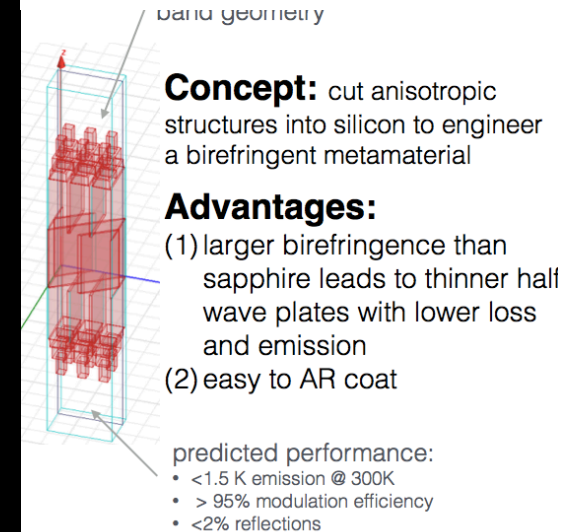 band geometry
Concept: cut anisotropic
structures into silicon to engineer
a birefringent metamaterial
Advantages:
(1) larger birefringence than
sapphire leads to thinner half
wave plates with lower loss
and emission
(2) easy to AR coat
predicted performance:
• <1.5 K emission @ 300K
• > 95% modulation efficiency
• <2% reflections
z